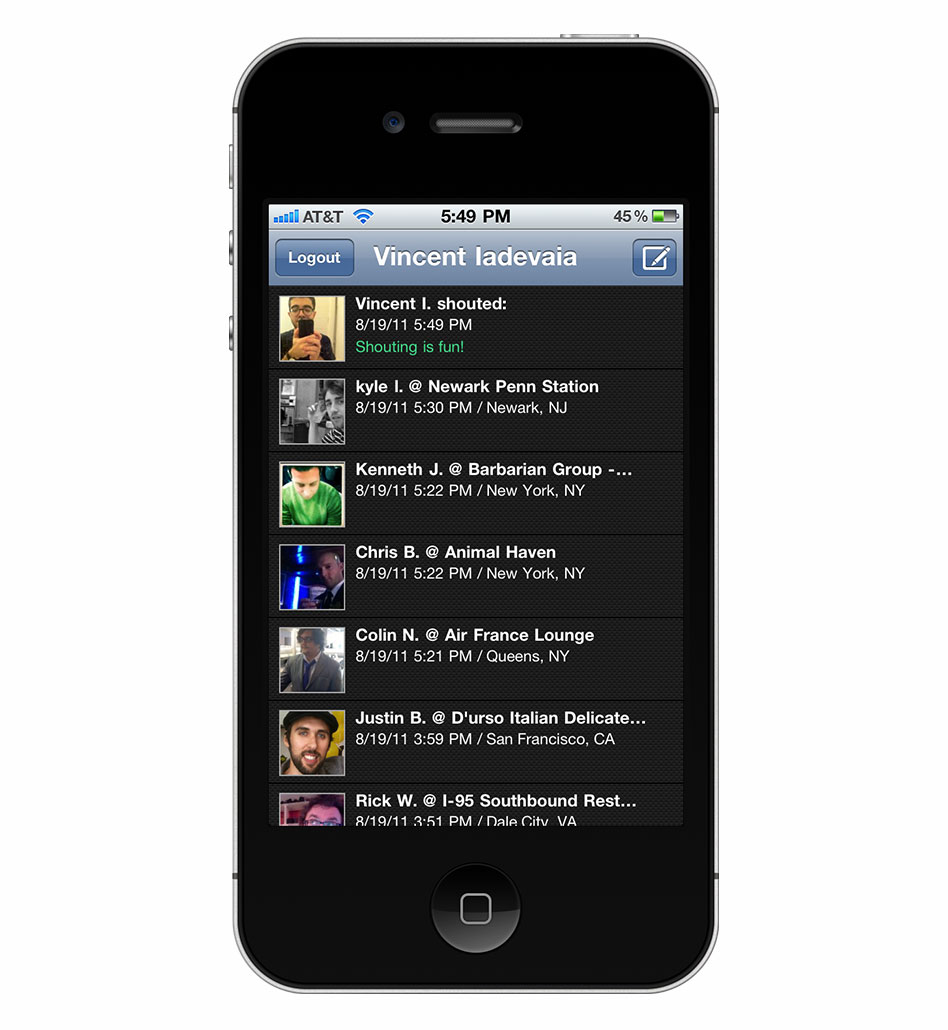 AT&T 5:49 PM 45%
Logout Vincent Iadevaia
Vincent I. shouted:
8/19/11 5:49 PM
Shouting is fun!
kyle I. @ Newark Penn Station
8/19/11 5:30 PM / Newark, NJ
Kenneth J. @ Barbarian Group -...
8/19/11 5:22 PM / New York, NY
Chris B. @ Animal Haven
8/19/11 5:22 PM / New York, NY
Colin N. @ Air France Lounge
8/19/11 5:21 PM / Queens, NY
Justin B. @ D'urso Italian Delicate...
8/19/11 3:59 PM / San Francisco, CA
Rick W. @ I-95 Southbound Rest...
8/19/11 3:51 PM / Dale City, VA